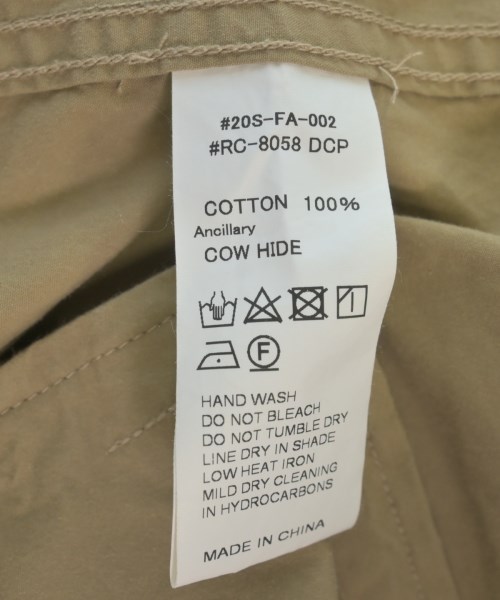 #20S-FA-002
#RC-8058 DCP
COTTON 100%
Ancillary
COW HIDE
F
HAND WASH
DO NOT BLEACH
DO NOT TUMBLE DRY
LINE DRY IN SHADE
LOW HEAT IRON
MILD DRY CLEANING
IN HYDROCARBONS
MADE IN CHINA